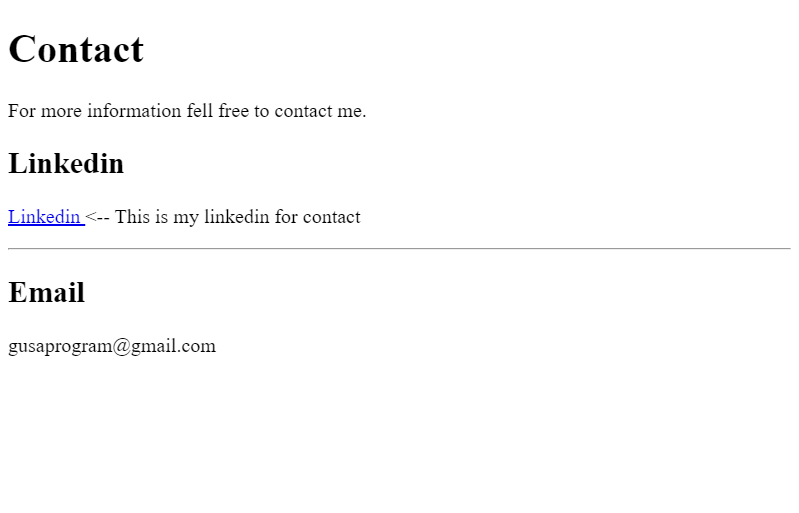 Contact
For more information fell free to contact me.
Linkedin
Linkedin <-- This is my linkedin for contact
Email
gusaprogram@gmail.com